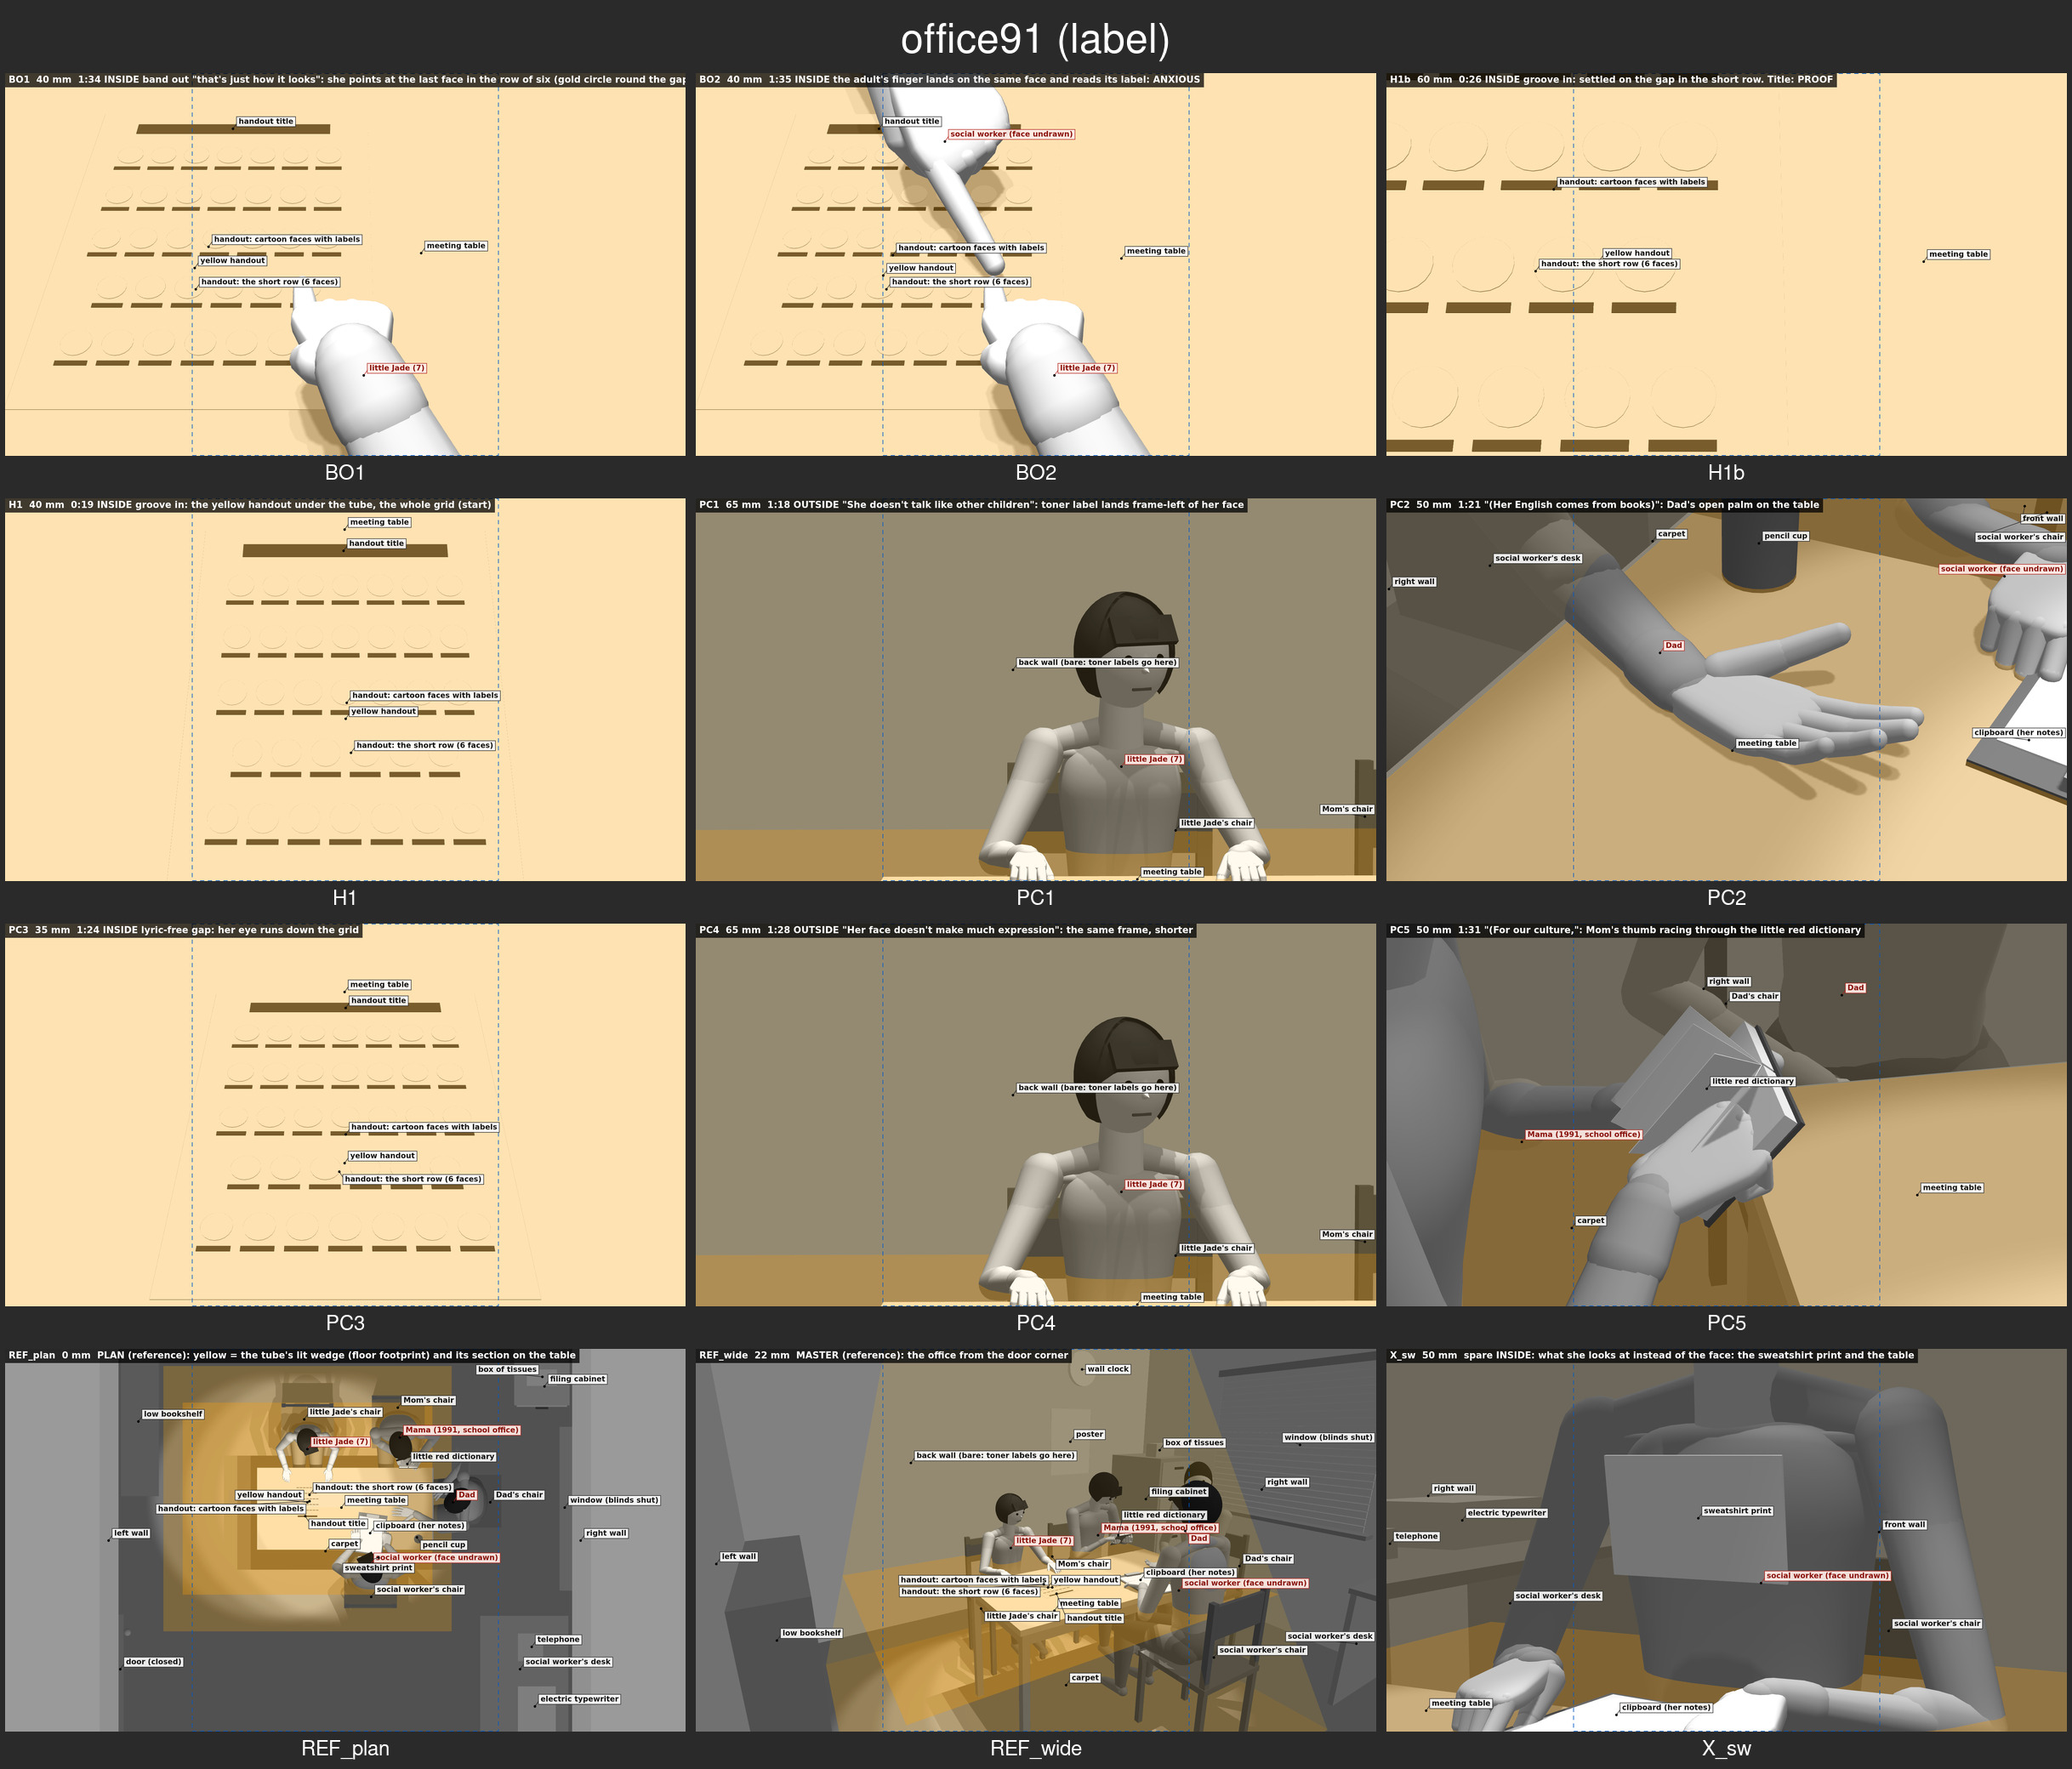 office91 (label)
BO1 40 mm 1:34 INSIDE band out "that's just how it looks": she points at the last face in the row of six (gold circle round the gap
handout title
handout: cartoon faces with labels
meeting table
yellow handout
handout: the short row (6 faces)
little Jade (7)
BO1
BO2 40 mm 1:35 INSIDE the adult's finger lands on the same face and reads its label: ANXIOUS
handout title
social worker (face undrawn)
handout: cartoon faces with labels
meeting table
yellow handout
handout: the short row (6 faces)
little Jade (7)
BO2
H1b 60 mm 0:26 INSIDE groove in: settled on the gap in the short row. Title: PROOF
handout: cartoon faces with labels
yellow handout
meeting table
handout: the short row (6 faces)
H1b
H1 40 mm 0:19 INSIDE groove in: the yellow handout under the tube, the whole grid (start)
meeting table
handout title
handout: cartoon faces with labels
yellow handout
handout: the short row (6 faces)
H1
PC1 65 mm 1:18 OUTSIDE "She doesn't talk like other children": toner label lands frame-left of her face
back wall (bare: toner labels go here)
little Jade (7)
Mom's chair
little Jade's chair
meeting table
PC1
PC2 50 mm 1:21 "(Her English comes from books)": Dad's open palm on the table
front wall
carpet
pencil cup
social worker's chair
social worker's desk
social worker (face undrawn)
right wall
Dad
clipboard (her notes)
meeting table
PC2
PC3 35 mm 1:24 INSIDE lyric-free gap: her eye runs down the grid
meeting table
handout title
handout: cartoon faces with labels
yellow handout
handout: the short row (6 faces)
PC3
PC4 65 mm 1:28 OUTSIDE "Her face doesn't make much expression": the same frame, shorter
back wall (bare: toner labels go here)
little Jade (7)
Mom's chair
little Jade's chair
meeting table
PC4
PC5 50 mm 1:31 "(For our culture,": Mom's thumb racing through the little red dictionary
right wall
Dad
Dad's chair
little red dictionary
Mama (1991, school office)
meeting table
carpet
PC5
REF_plan 0 mm PLAN (reference): yellow = the tube's lit wedge (floor footprint) and its section on the table
box of tissues
filing cabinet
Mom's chair
low bookshelf
little Jade's chair
Mama (1991, school office)
little Jade (7)
little red dictionary
handout: the short row (6 faces)
yellow handout
Dad
Dad's chair
meeting table
window (blinds shut)
handout: cartoon faces with labels
handout title
clipboard (her notes)
left wall
right wall
carpet
pencil cup
social worker (face undrawn)
sweatshirt print
social worker's chair
telephone
door (closed)
social worker's desk
electric typewriter
REF_plan
REF_wide 22 mm MASTER (reference): the office from the door corner
wall clock
poster
window (blinds shut)
box of tissues
back wall (bare: toner labels go here)
right wall
filing cabinet
little red dictionary
Mama (1991, school office)
little Jade (7)
Dad
left wall
Mom's chair
Dad's chair
clipboard (her notes)
handout: cartoon faces with labels
yellow handout
social worker (face undrawn)
handout: the short row (6 faces)
meeting table
little Jade's chair
handout title
low bookshelf
social worker's desk
social worker's chair
carpet
REF_wide
X_sw 50 mm spare INSIDE: what she looks at instead of the face: the sweatshirt print and the table
right wall
sweatshirt print
electric typewriter
front wall
telephone
social worker (face undrawn)
social worker's desk
social worker's chair
meeting table
clipboard (her notes)
X_sw